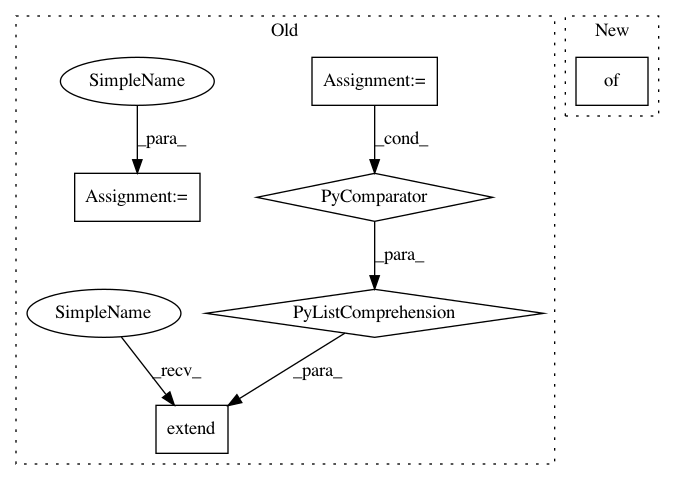 Old
New
SimpleName
Assignment:=
of
_para_
_cond_
Assignment:=
PyComparator
_para_
SimpleName
PyListComprehension
_recv_
_para_
extend